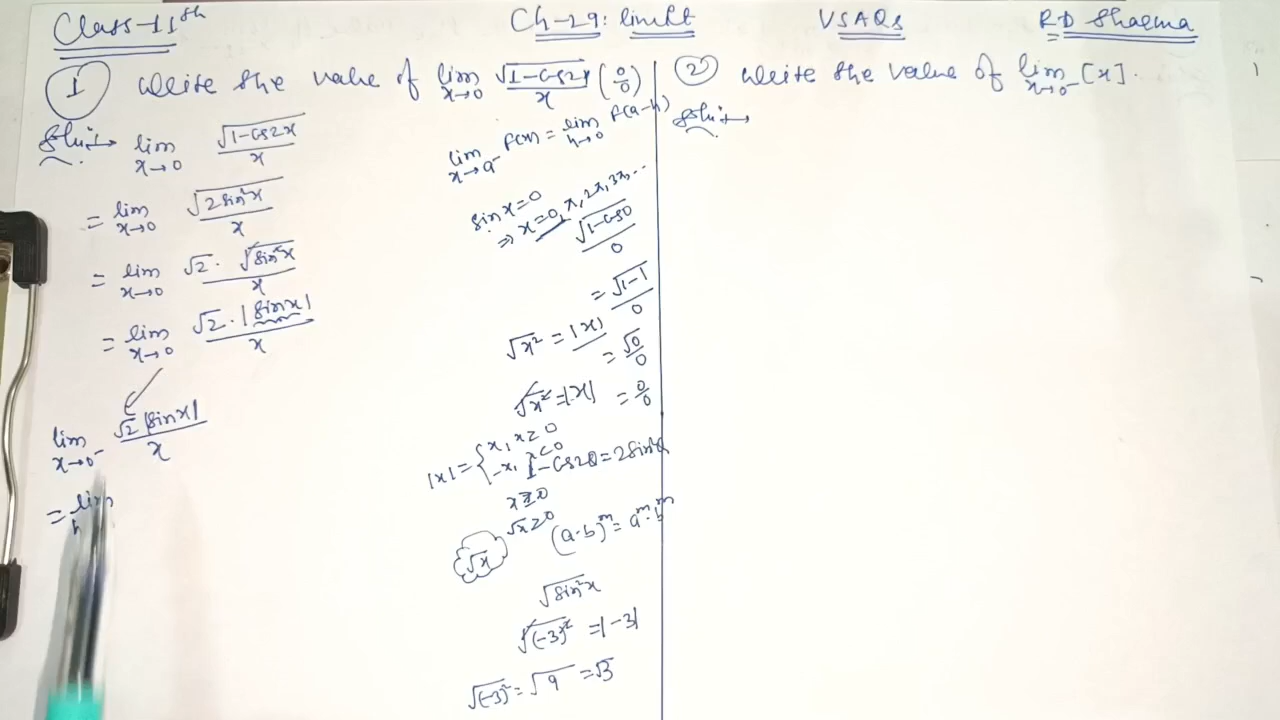 Class-11th Ch-29: limit VSAQs RD Sharma
1 Write the value of lim x→0 √(1-cos2x)/x (0/0)
Soln:→ lim x→0 √(1-cos2x)/x
= lim x→0 √(2sin²x)/x
= lim x→0 √2·√(sin²x)/x
= lim x→0 √2·|sinx|/x
lim x→0⁻ √2|sinx|/x
= lim h
lim x→a⁻ f(x) = lim h→0 f(a-h)
sinx=0
⇒ x=0, π, 2π, 3π, ...
√(1-cos0)/0
= √(1-1)/0
√x² = |x|
= √0/0
√x² = |x| = 0/0
|x| = { x, x≥0
-x, x<0
1-cos2θ=2sin²θ
√x≥0
√x
(a·b)^m = a^m·b^m
√sin²x
√(-3)² = |-3|
√(-3)² = √9 = √3
2 Write the value of lim x→0⁻ [x].
Soln:→